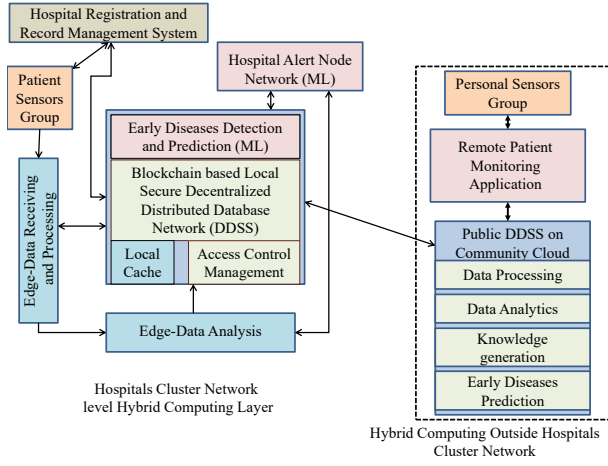 Hospital Registration and
Record Management System
Patient
Sensors
Group
Hospital Alert Node
Network (ML)
Early Diseases Detection
and Prediction (ML)
Blockchain based Local
Secure Decentralized
Distributed Database
Network (DDSS)
Local
Cache
Access Control
Management
Edge-Data Receiving
and Processing
Edge-Data Analysis
Hospitals Cluster Network
level Hybrid Computing Layer
Personal Sensors
Group
Remote Patient
Monitoring
Application
Public DDSS on
Community Cloud
Data Processing
Data Analytics
Knowledge
generation
Early Diseases
Prediction
Hybrid Computing Outside Hospitals
Cluster Network